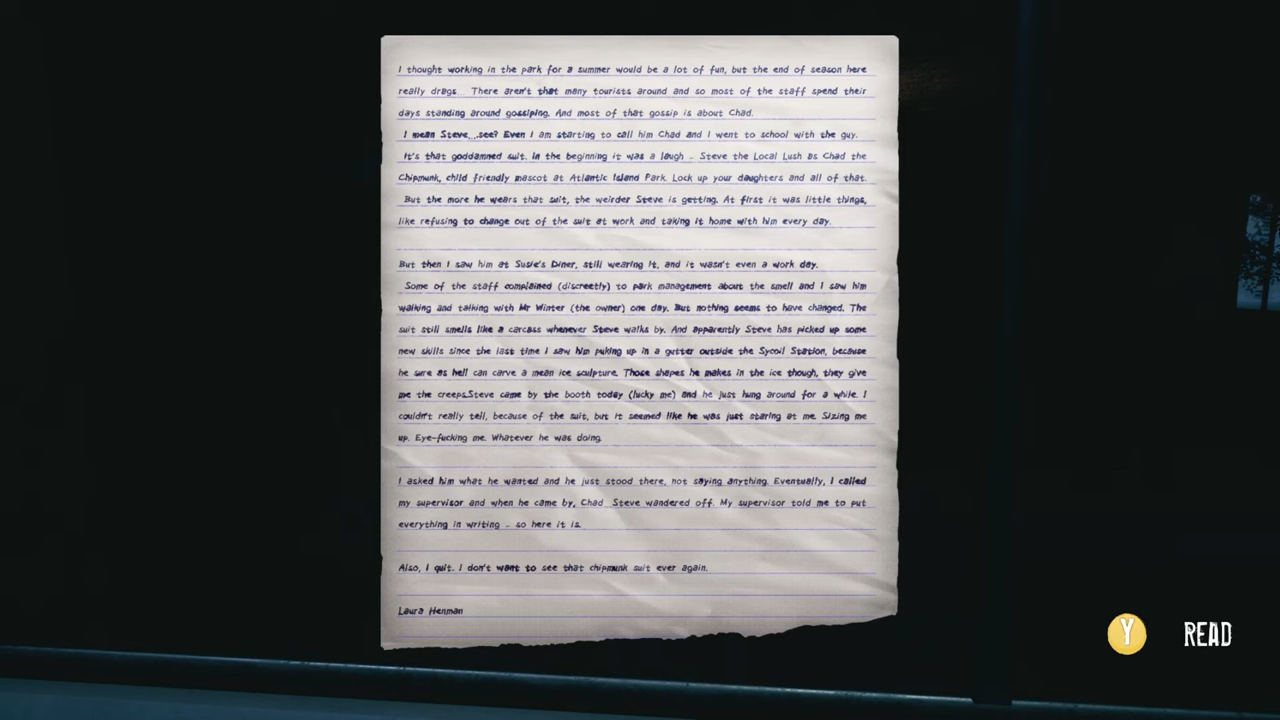 I thought working in the park for a summer would be a lot of fun, but the end of season here
really drags... There aren't that many tourists around and so most of the staff spend their
days standing around gossiping. And most of that gossip is about Chad.
I mean Steve...see? Even I am starting to call him Chad and I went to school with the guy.
It's that goddamned suit. In the beginning it was a laugh - Steve the Local Lush as Chad the
Chipmunk, child friendly mascot at Atlantic Island Park. Lock up your daughters and all of that.
But the more he wears that suit, the weirder Steve is getting. At first it was little things,
like refusing to change out of the suit at work and taking it home with him every day.
But then I saw him at Susie's Diner, still wearing it, and it wasn't even a work day.
Some of the staff complained (discreetly) to park management about the smell and I saw him
walking and talking with Mr Winter (the owner) one day. But nothing seems to have changed. The
suit still smells like a carcass whenever Steve walks by. And apparently Steve has picked up some
new skills since the last time I saw him puking up in a gutter outside the Sycoil Station, because
he sure as hell can carve a mean ice sculpture. Those shapes he makes in the ice though, they give
me the creeps.Steve came by the booth today (lucky me) and he just hung around for a while. I
couldn't really tell, because of the suit, but it seemed like he was just staring at me. Sizing me
up. Eye-fucking me. Whatever he was doing.
I asked him what he wanted and he just stood there, not saying anything. Eventually, I called
my supervisor and when he came by, Chad Steve wandered off. My supervisor told me to put
everything in writing - so here it is.
Also, I quit. I don't want to see that chipmunk suit ever again.
Laura Henman
Y READ